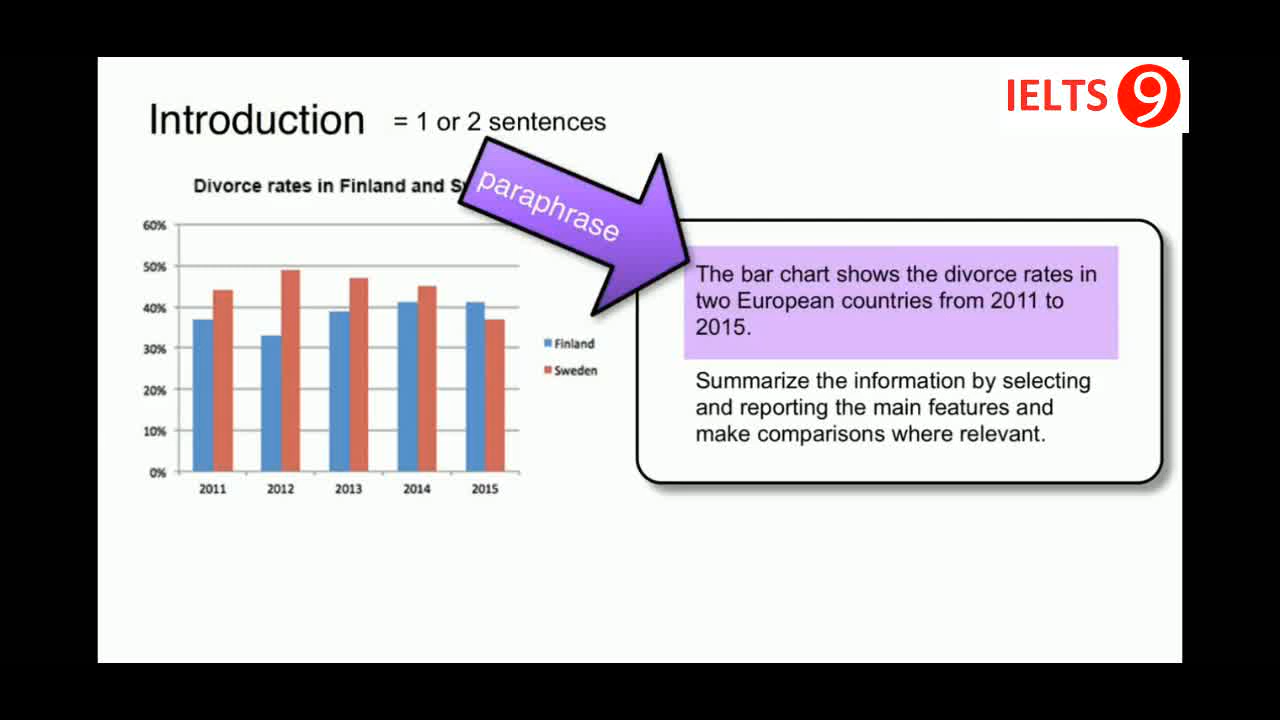 IELTS 9
Introduction = 1 or 2 sentences
Divorce rates in Finland and
paraphrase
60%
50%
40%
30%
20%
10%
0%
2011 2012 2013 2014 2015
Finland
Sweden
The bar chart shows the divorce rates in
two European countries from 2011 to
2015.
Summarize the information by selecting
and reporting the main features and
make comparisons where relevant.